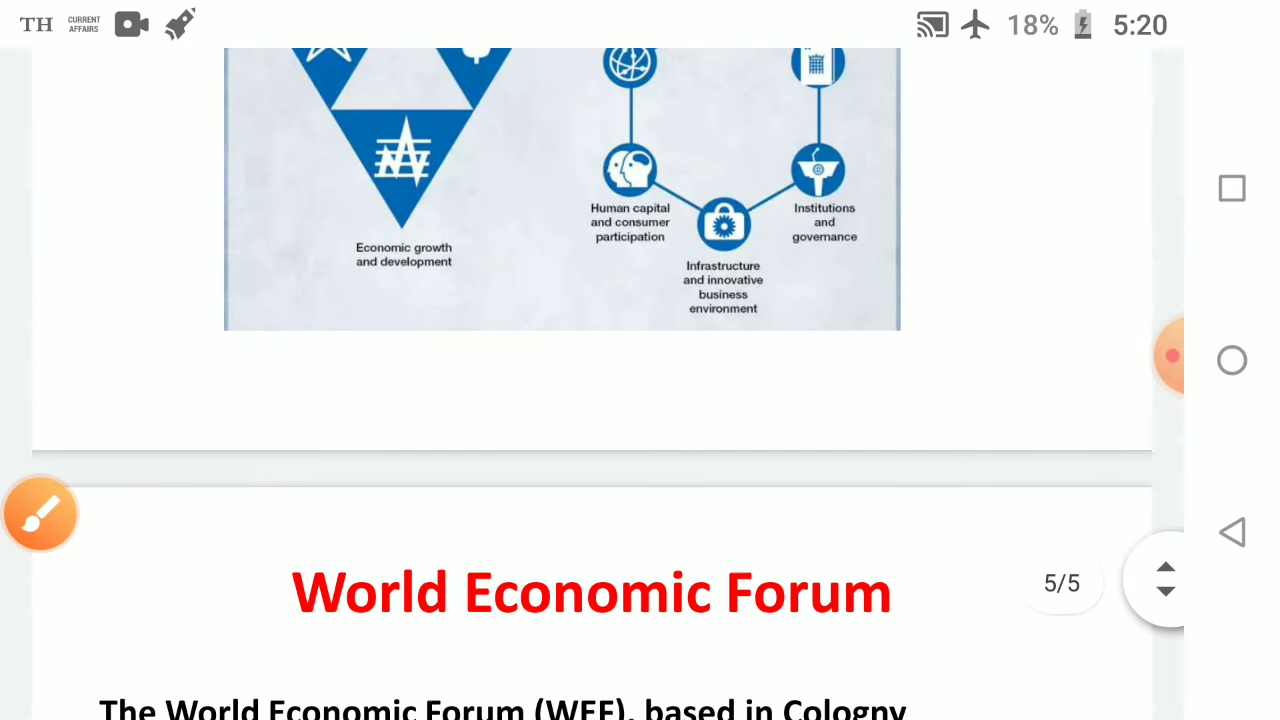 TH CURRENT AFFAIRS 18% 5:20
Economic growth
and development
Human capital
and consumer
participation
Institutions
and
governance
Infrastructure
and innovative
business
environment
World Economic Forum
5/5
The World Economic Forum (WEF), based in Cologny